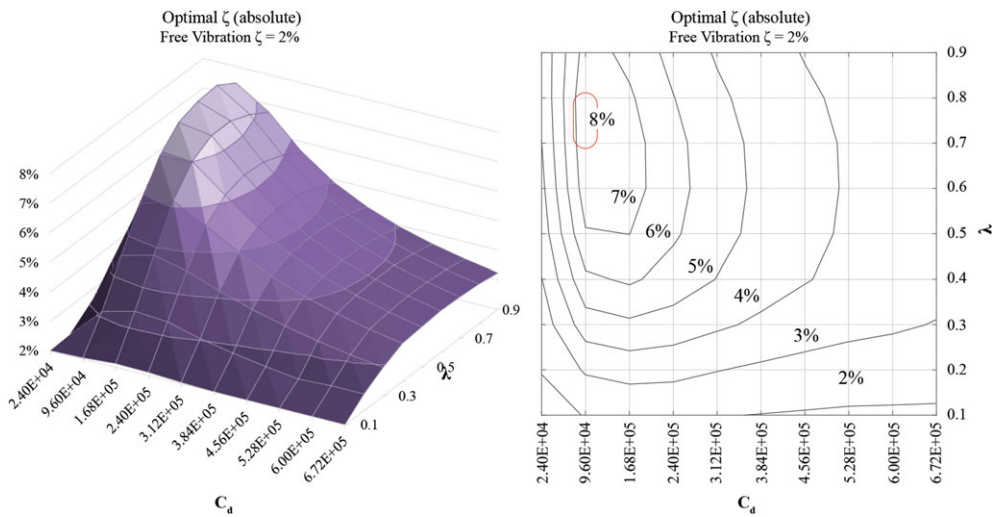 Optimal ζ (absolute)
Free Vibration ζ = 2%
8%
7%
6%
5%
4%
3%
2%
2.40E+04
9.60E+04
1.68E+05
2.40E+05
3.12E+05
3.84E+05
4.56E+05
5.28E+05
6.00E+05
6.72E+05
0.1
0.3
0.5
0.7
0.9
λ
C_d
Optimal ζ (absolute)
Free Vibration ζ = 2%
8%
7%
6%
5%
4%
3%
2%
0.9
0.8
0.7
0.6
0.5
0.4
0.3
0.2
0.1
λ
2.40E+04
9.60E+04
1.68E+05
2.40E+05
3.12E+05
3.84E+05
4.56E+05
5.28E+05
6.00E+05
6.72E+05
C_d